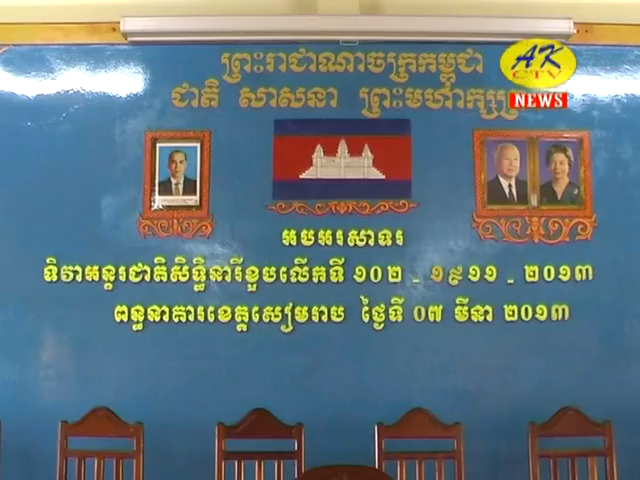 ព្រះរាជាណាចក្រកម្ពុជា
ជាតិ សាសនា ព្រះមហាក្សត្រ
AK
CTV
NEWS
អបអរសាទរ
ទិវាអន្តរជាតិសិទ្ធិនារីខួបលើកទី ១០២ - ១៩១១ - ២០១៣
ពន្ធនាគារខេត្តសៀមរាប ថ្ងៃទី 0៧ មីនា ២០១៣